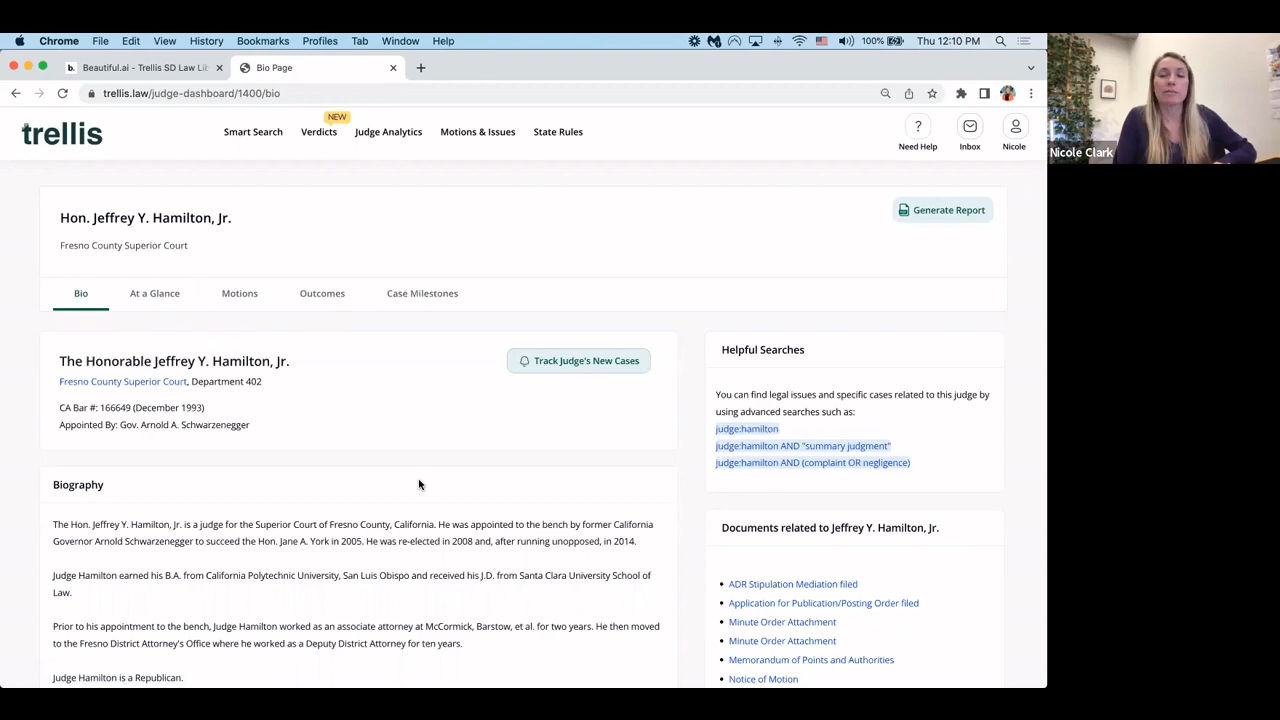 Chrome File Edit View History Bookmarks Profiles Tab Window Help 100% Thu 12:10 PM
b. Beautiful.ai - Trellis SD Law Lib
Bio Page
trellis.law/judge-dashboard/1400/bio
NEW
trellis
Smart Search Verdicts Judge Analytics Motions & Issues State Rules
? Need Help Inbox Nicole
Nicole Clark
Hon. Jeffrey Y. Hamilton, Jr.
Generate Report
Fresno County Superior Court
Bio At a Glance Motions Outcomes Case Milestones
The Honorable Jeffrey Y. Hamilton, Jr.
Track Judge's New Cases
Fresno County Superior Court, Department 402
CA Bar #: 166649 (December 1993)
Appointed By: Gov. Arnold A. Schwarzenegger
Biography
The Hon. Jeffrey Y. Hamilton, Jr. is a judge for the Superior Court of Fresno County, California. He was appointed to the bench by former California
Governor Arnold Schwarzenegger to succeed the Hon. Jane A. York in 2005. He was re-elected in 2008 and, after running unopposed, in 2014.
Judge Hamilton earned his B.A. from California Polytechnic University, San Luis Obispo and received his J.D. from Santa Clara University School of
Law.
Prior to his appointment to the bench, Judge Hamilton worked as an associate attorney at McCormick, Barstow, et al. for two years. He then moved
to the Fresno District Attorney's Office where he worked as a Deputy District Attorney for ten years.
Judge Hamilton is a Republican.
Helpful Searches
You can find legal issues and specific cases related to this judge by
using advanced searches such as:
judge:hamilton
judge:hamilton AND "summary judgment"
judge:hamilton AND (complaint OR negligence)
Documents related to Jeffrey Y. Hamilton, Jr.
• ADR Stipulation Mediation filed
• Application for Publication/Posting Order filed
• Minute Order Attachment
• Minute Order Attachment
• Memorandum of Points and Authorities
• Notice of Motion